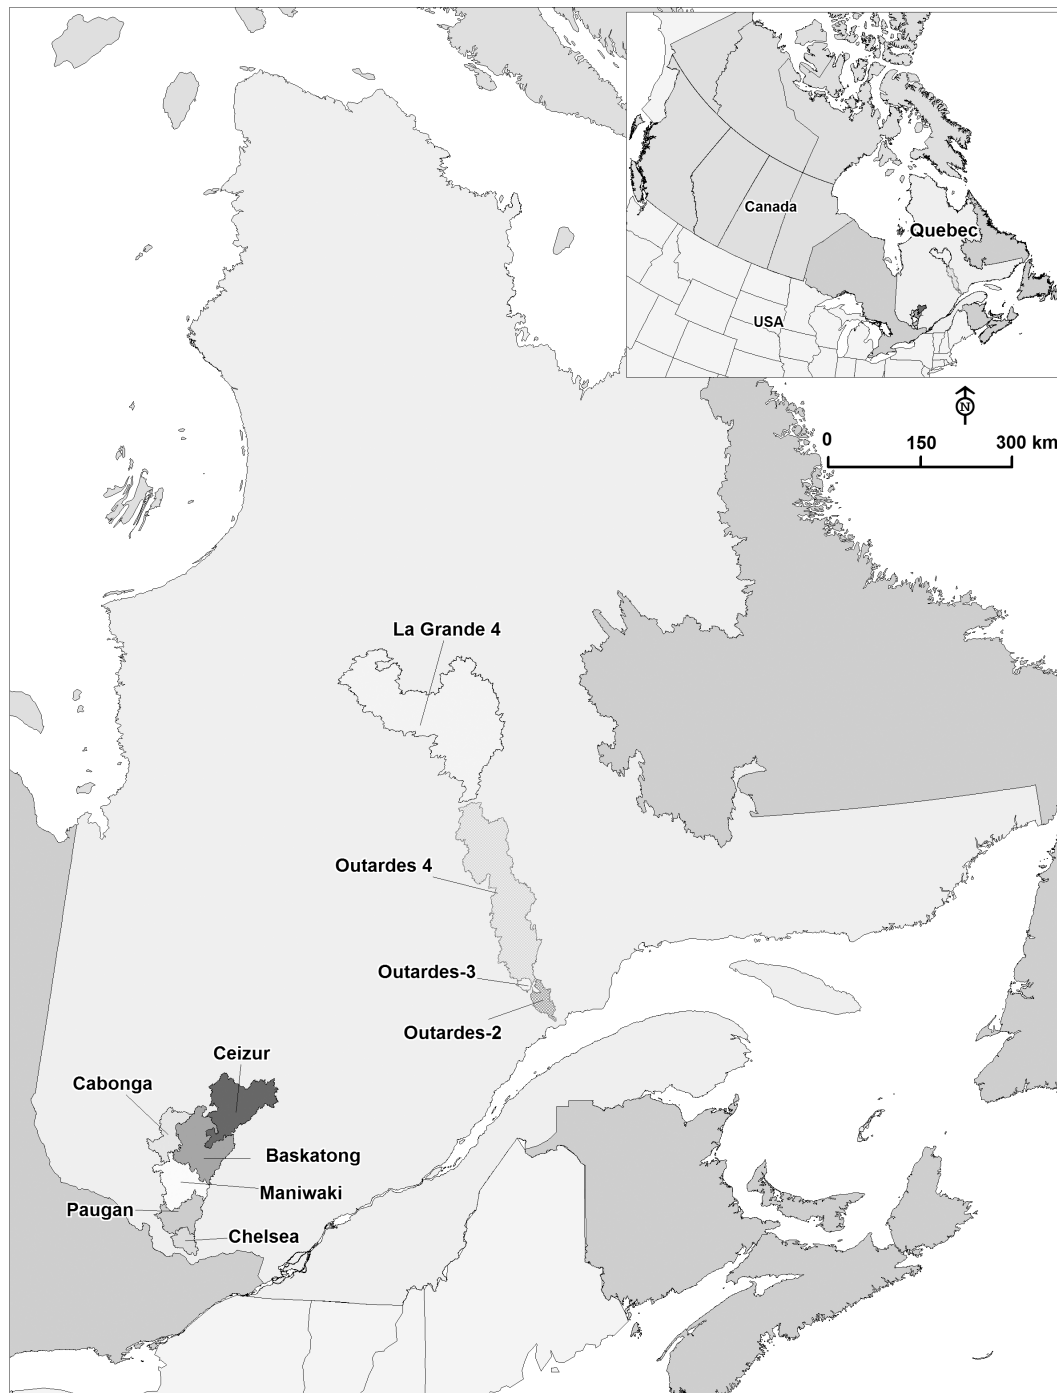 Canada
Quebec
USA
N
0 150 300 km
La Grande 4
Outardes 4
Outardes-3
Outardes-2
Ceizur
Cabonga
Baskatong
Maniwaki
Paugan
Chelsea